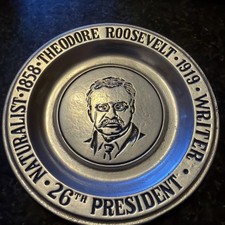 THEODORE ROOSEVELT · 1919 · WRITER · 26TH PRESIDENT · NATURALIST · 1858 ·